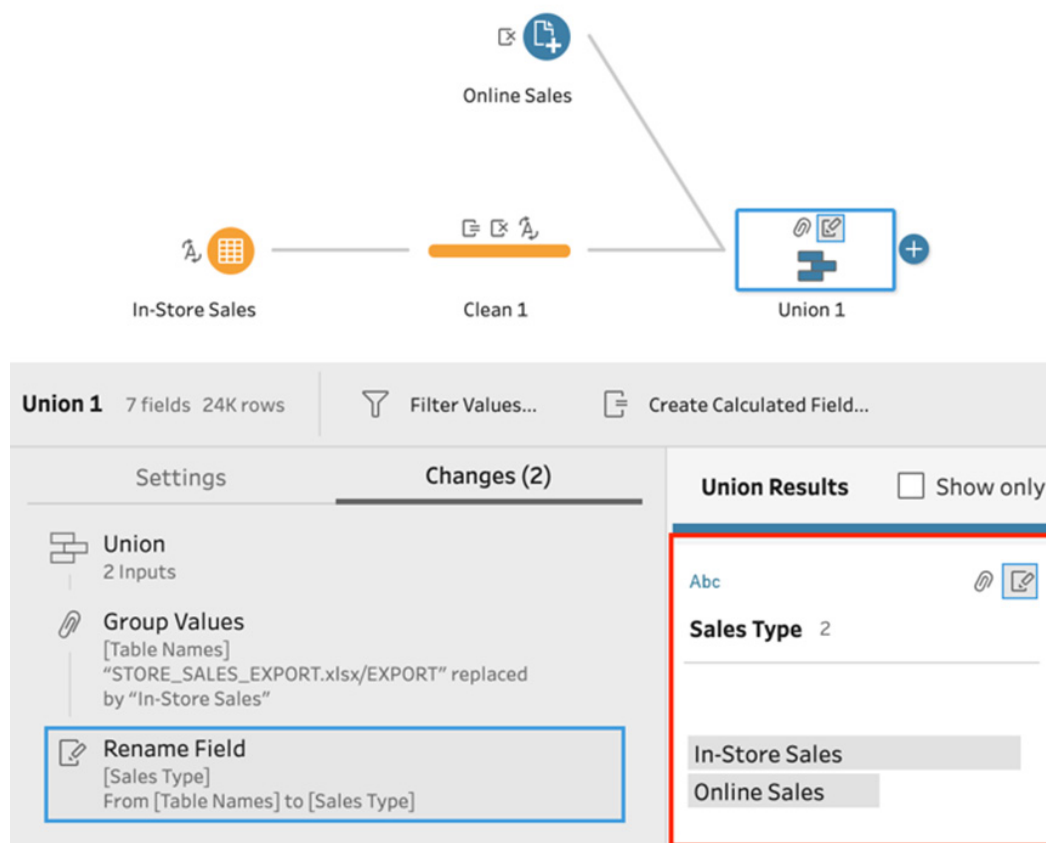 Online Sales
In-Store Sales
Clean 1
Union 1
Union 1 7 fields 24K rows
Filter Values...
Create Calculated Field...
Settings
Changes (2)
Union
2 Inputs
Group Values
[Table Names]
“STORE_SALES_EXPORT.xlsx/EXPORT” replaced
by “In-Store Sales”
Rename Field
[Sales Type]
From [Table Names] to [Sales Type]
Union Results
Show only
Abc
Sales Type 2
In-Store Sales
Online Sales